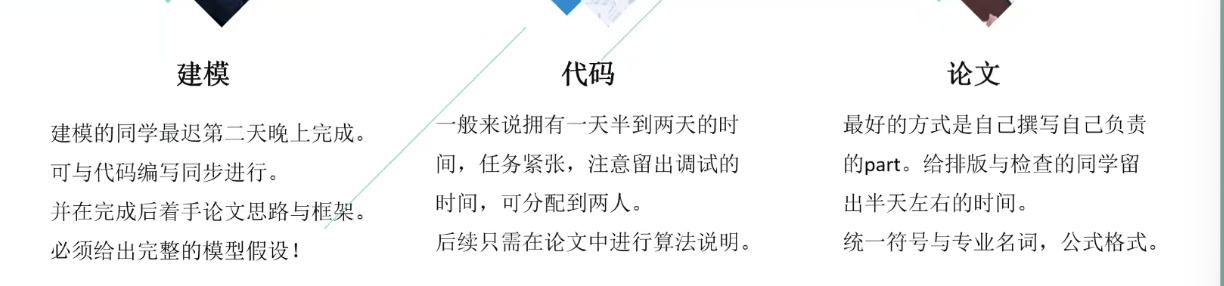 建模
建模的同学最迟第二天晚上完成。
可与代码编写同步进行。
并在完成后着手论文思路与框架。
必须给出完整的模型假设！
代码
一般来说拥有一天半到两天的时
间，任务紧张，注意留出调试的
时间，可分配到两人。
后续只需在论文中进行算法说明。
论文
最好的方式是自己撰写自己负责
的part。给排版与检查的同学留
出半天左右的时间。
统一符号与专业名词，公式格式。